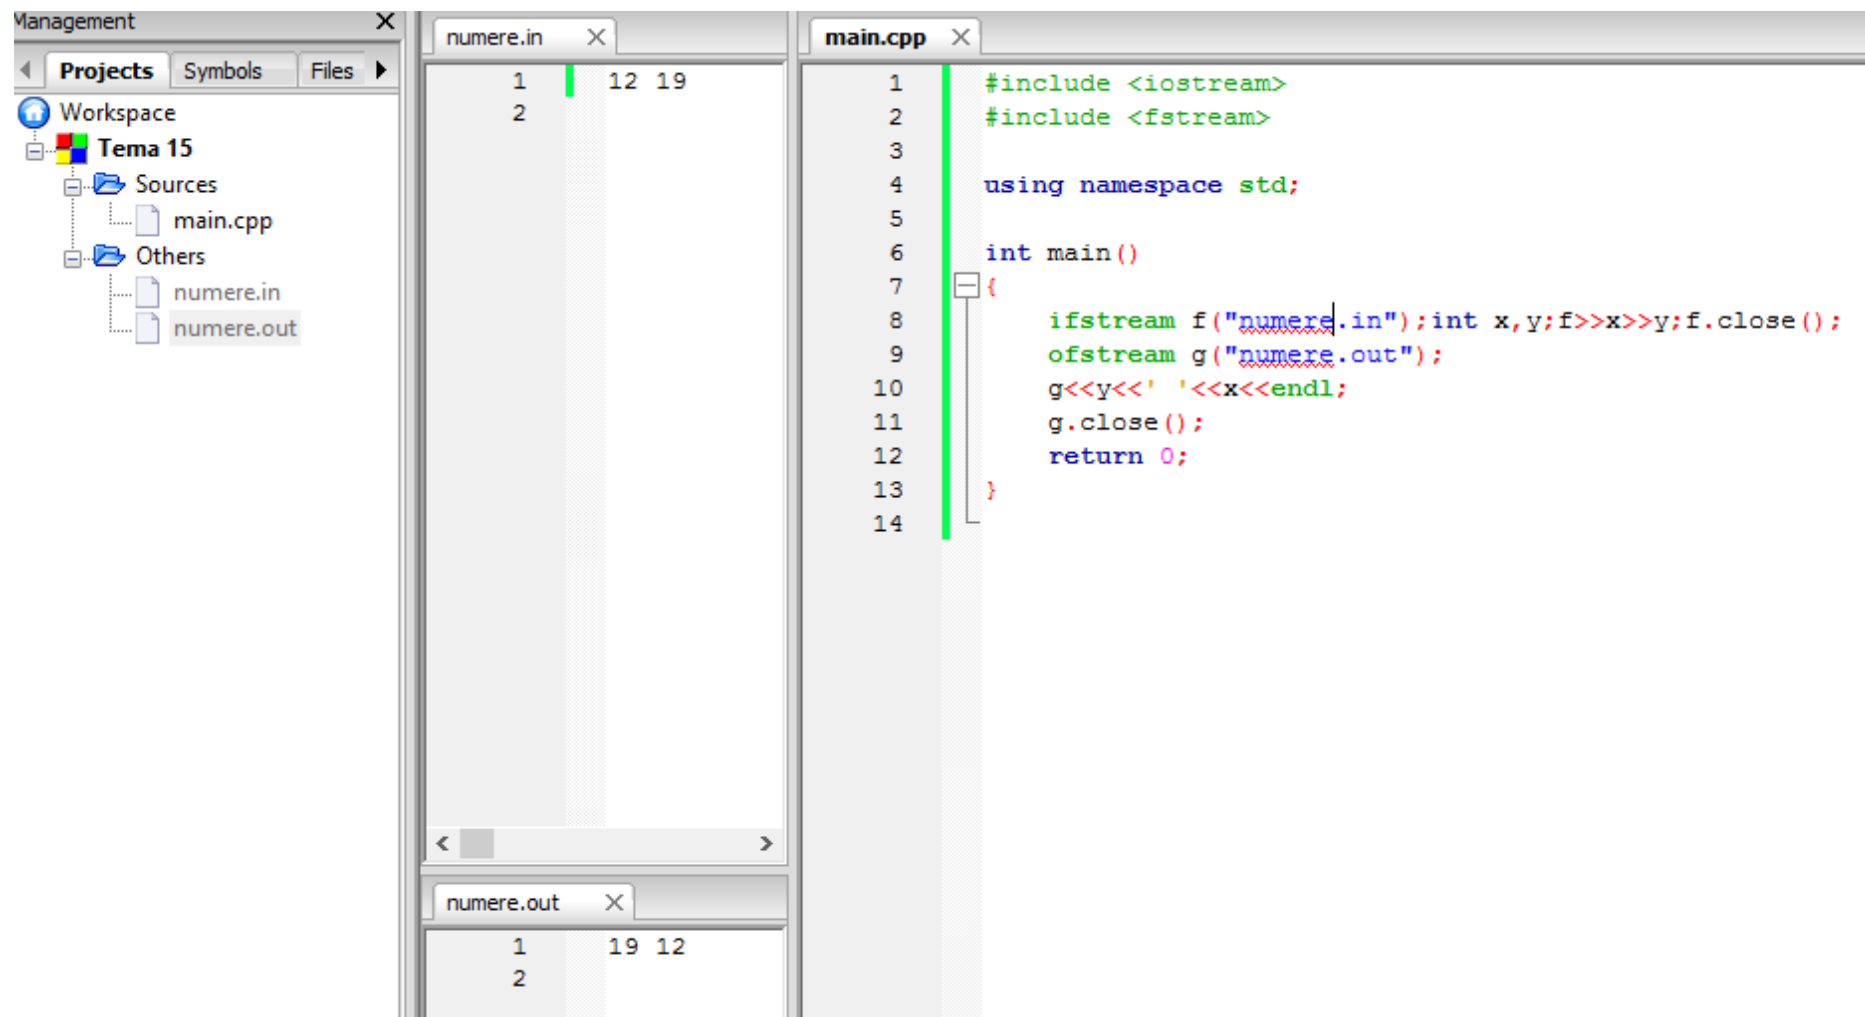 Management
Projects Symbols Files
Workspace
Tema 15
Sources
main.cpp
Others
numere.in
numere.out
numere.in
1 12 19
2
numere.out
1 19 12
2
main.cpp
1 #include <iostream>
2 #include <fstream>
3
4 using namespace std;
5
6 int main()
7 {
8 ifstream f("numere.in");int x,y;f>>x>>y;f.close();
9 ofstream g("numere.out");
10 g<<y<<' '<<x<<endl;
11 g.close();
12 return 0;
13 }
14